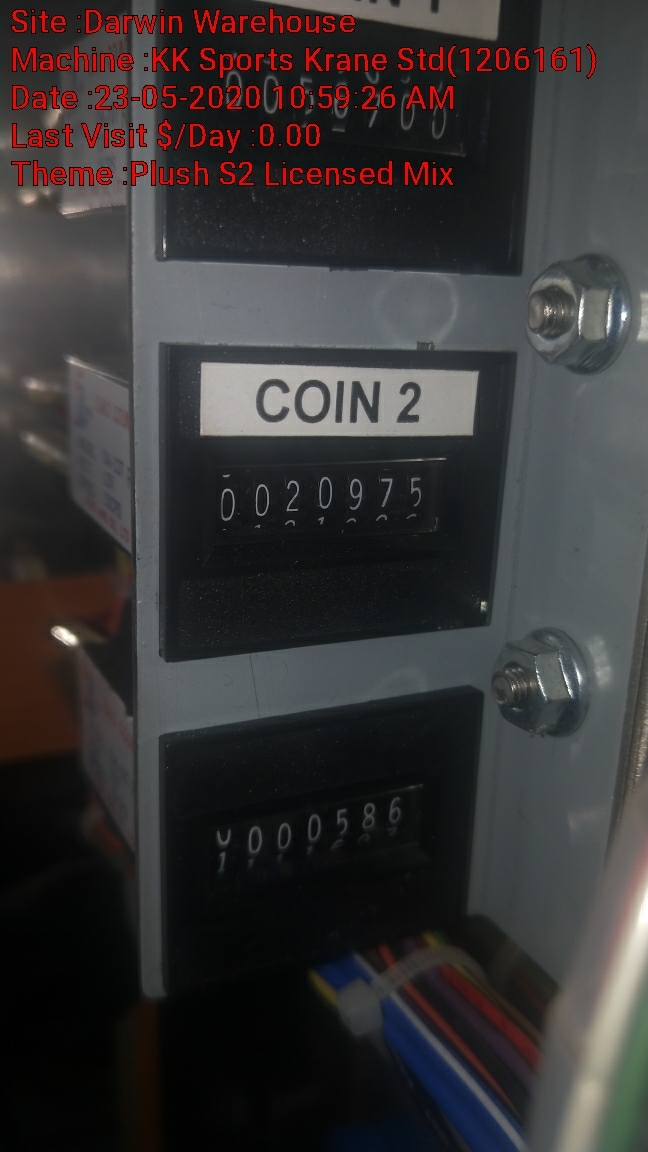 Site :Darwin Warehouse
Machine :KK Sports Krane Std(1206161)
Date :23-05-2020 10:59:26 AM
Last Visit $/Day :0.00
Theme :Plush S2 Licensed Mix
COIN 2
0020975
000586